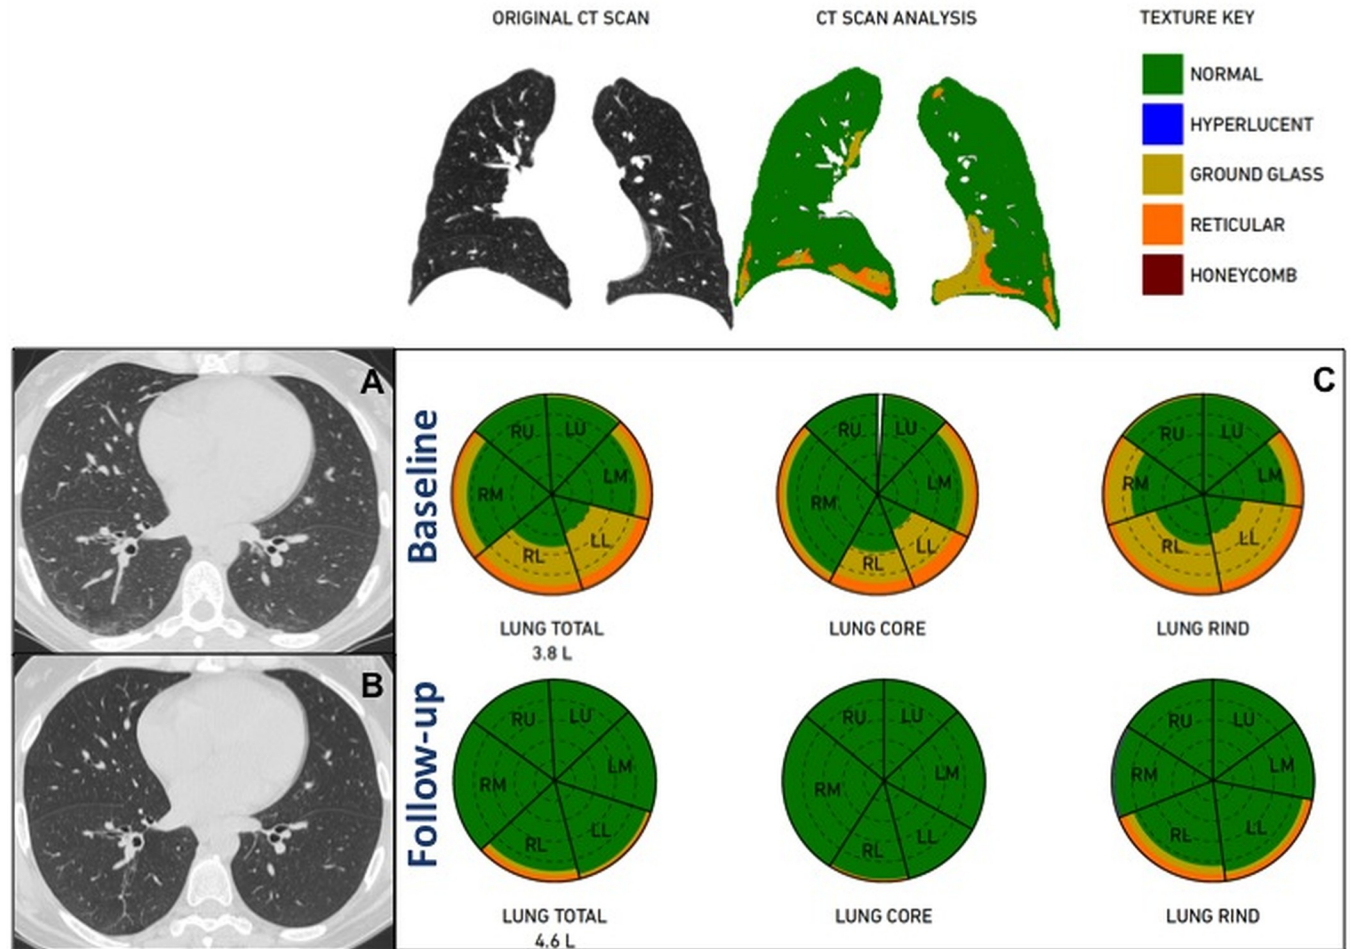 ORIGINAL CT SCAN
CT SCAN ANALYSIS
TEXTURE KEY
NORMAL
HYPERLUCENT
GROUND GLASS
RETICULAR
HONEYCOMB
A
B
C
Baseline
RU LU
RM LM
RL LL
LUNG TOTAL
3.8 L
RU LU
RM LM
RL LL
LUNG CORE
RU LU
RM LM
RL LL
LUNG RIND
Follow-up
RU LU
RM LM
RL LL
LUNG TOTAL
4.6 L
RU LU
RM LM
RL LL
LUNG CORE
RU LU
RM LM
RL LL
LUNG RIND